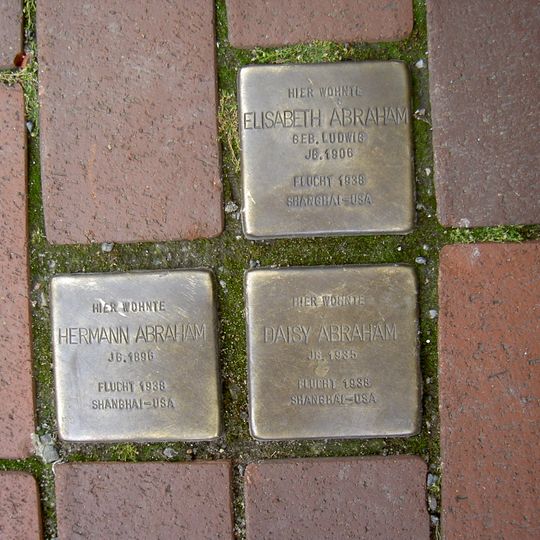 HIER WOHNTE
ELISABETH ABRAHAM
GEB. LUDWIG
JG. 1906
FLUCHT 1938
SHANGHAI-USA
HIER WOHNTE
HERMANN ABRAHAM
JG. 1896
FLUCHT 1938
SHANGHAI-USA
HIER WOHNTE
DAISY ABRAHAM
JG. 1935
FLUCHT 1938
SHANGHAI-USA